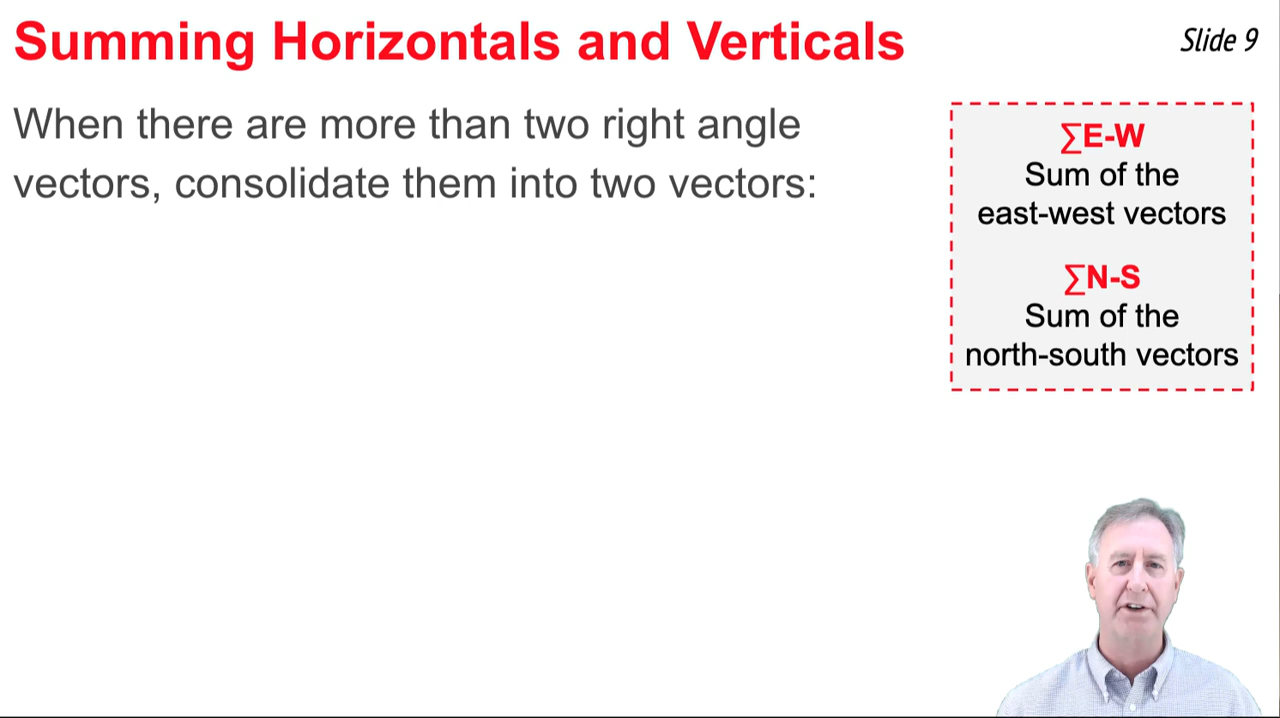 Summing Horizontals and Verticals
Slide 9
When there are more than two right angle
vectors, consolidate them into two vectors:
∑E-W
Sum of the
east-west vectors
∑N-S
Sum of the
north-south vectors